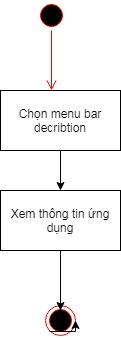 Chọn menu bar
decribtion
Xem thông tin ứng
dụng